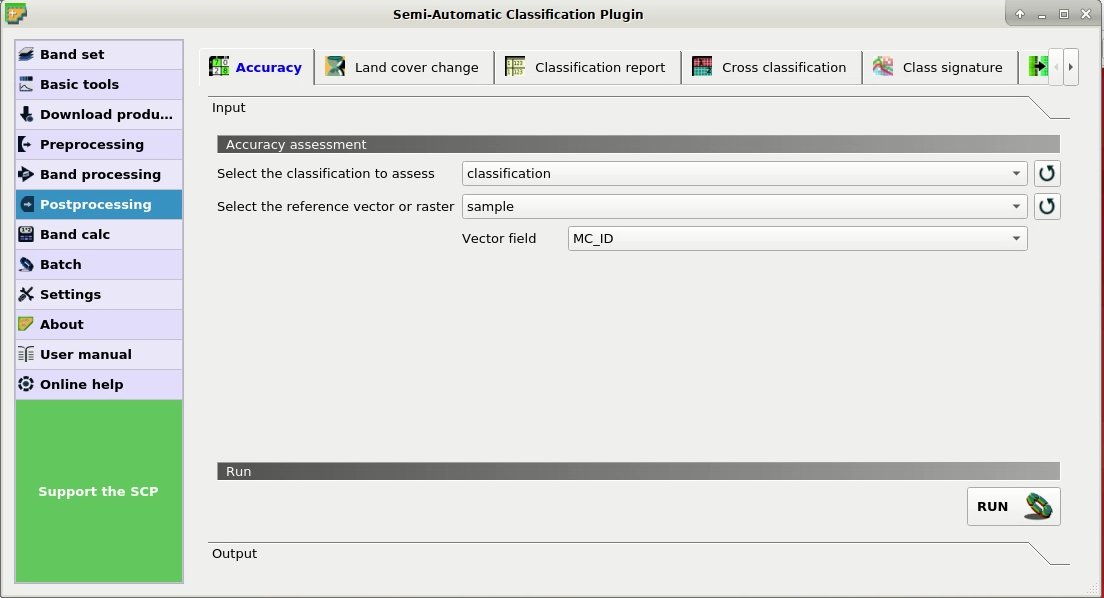 Semi-Automatic Classification Plugin
Band set
Basic tools
Download produ...
Preprocessing
Band processing
Postprocessing
Band calc
Batch
Settings
About
User manual
Online help
Support the SCP
Accuracy
Land cover change
Classification report
Cross classification
Class signature
Input
Accuracy assessment
Select the classification to assess classification
Select the reference vector or raster sample
Vector field MC_ID
Run
RUN
Output